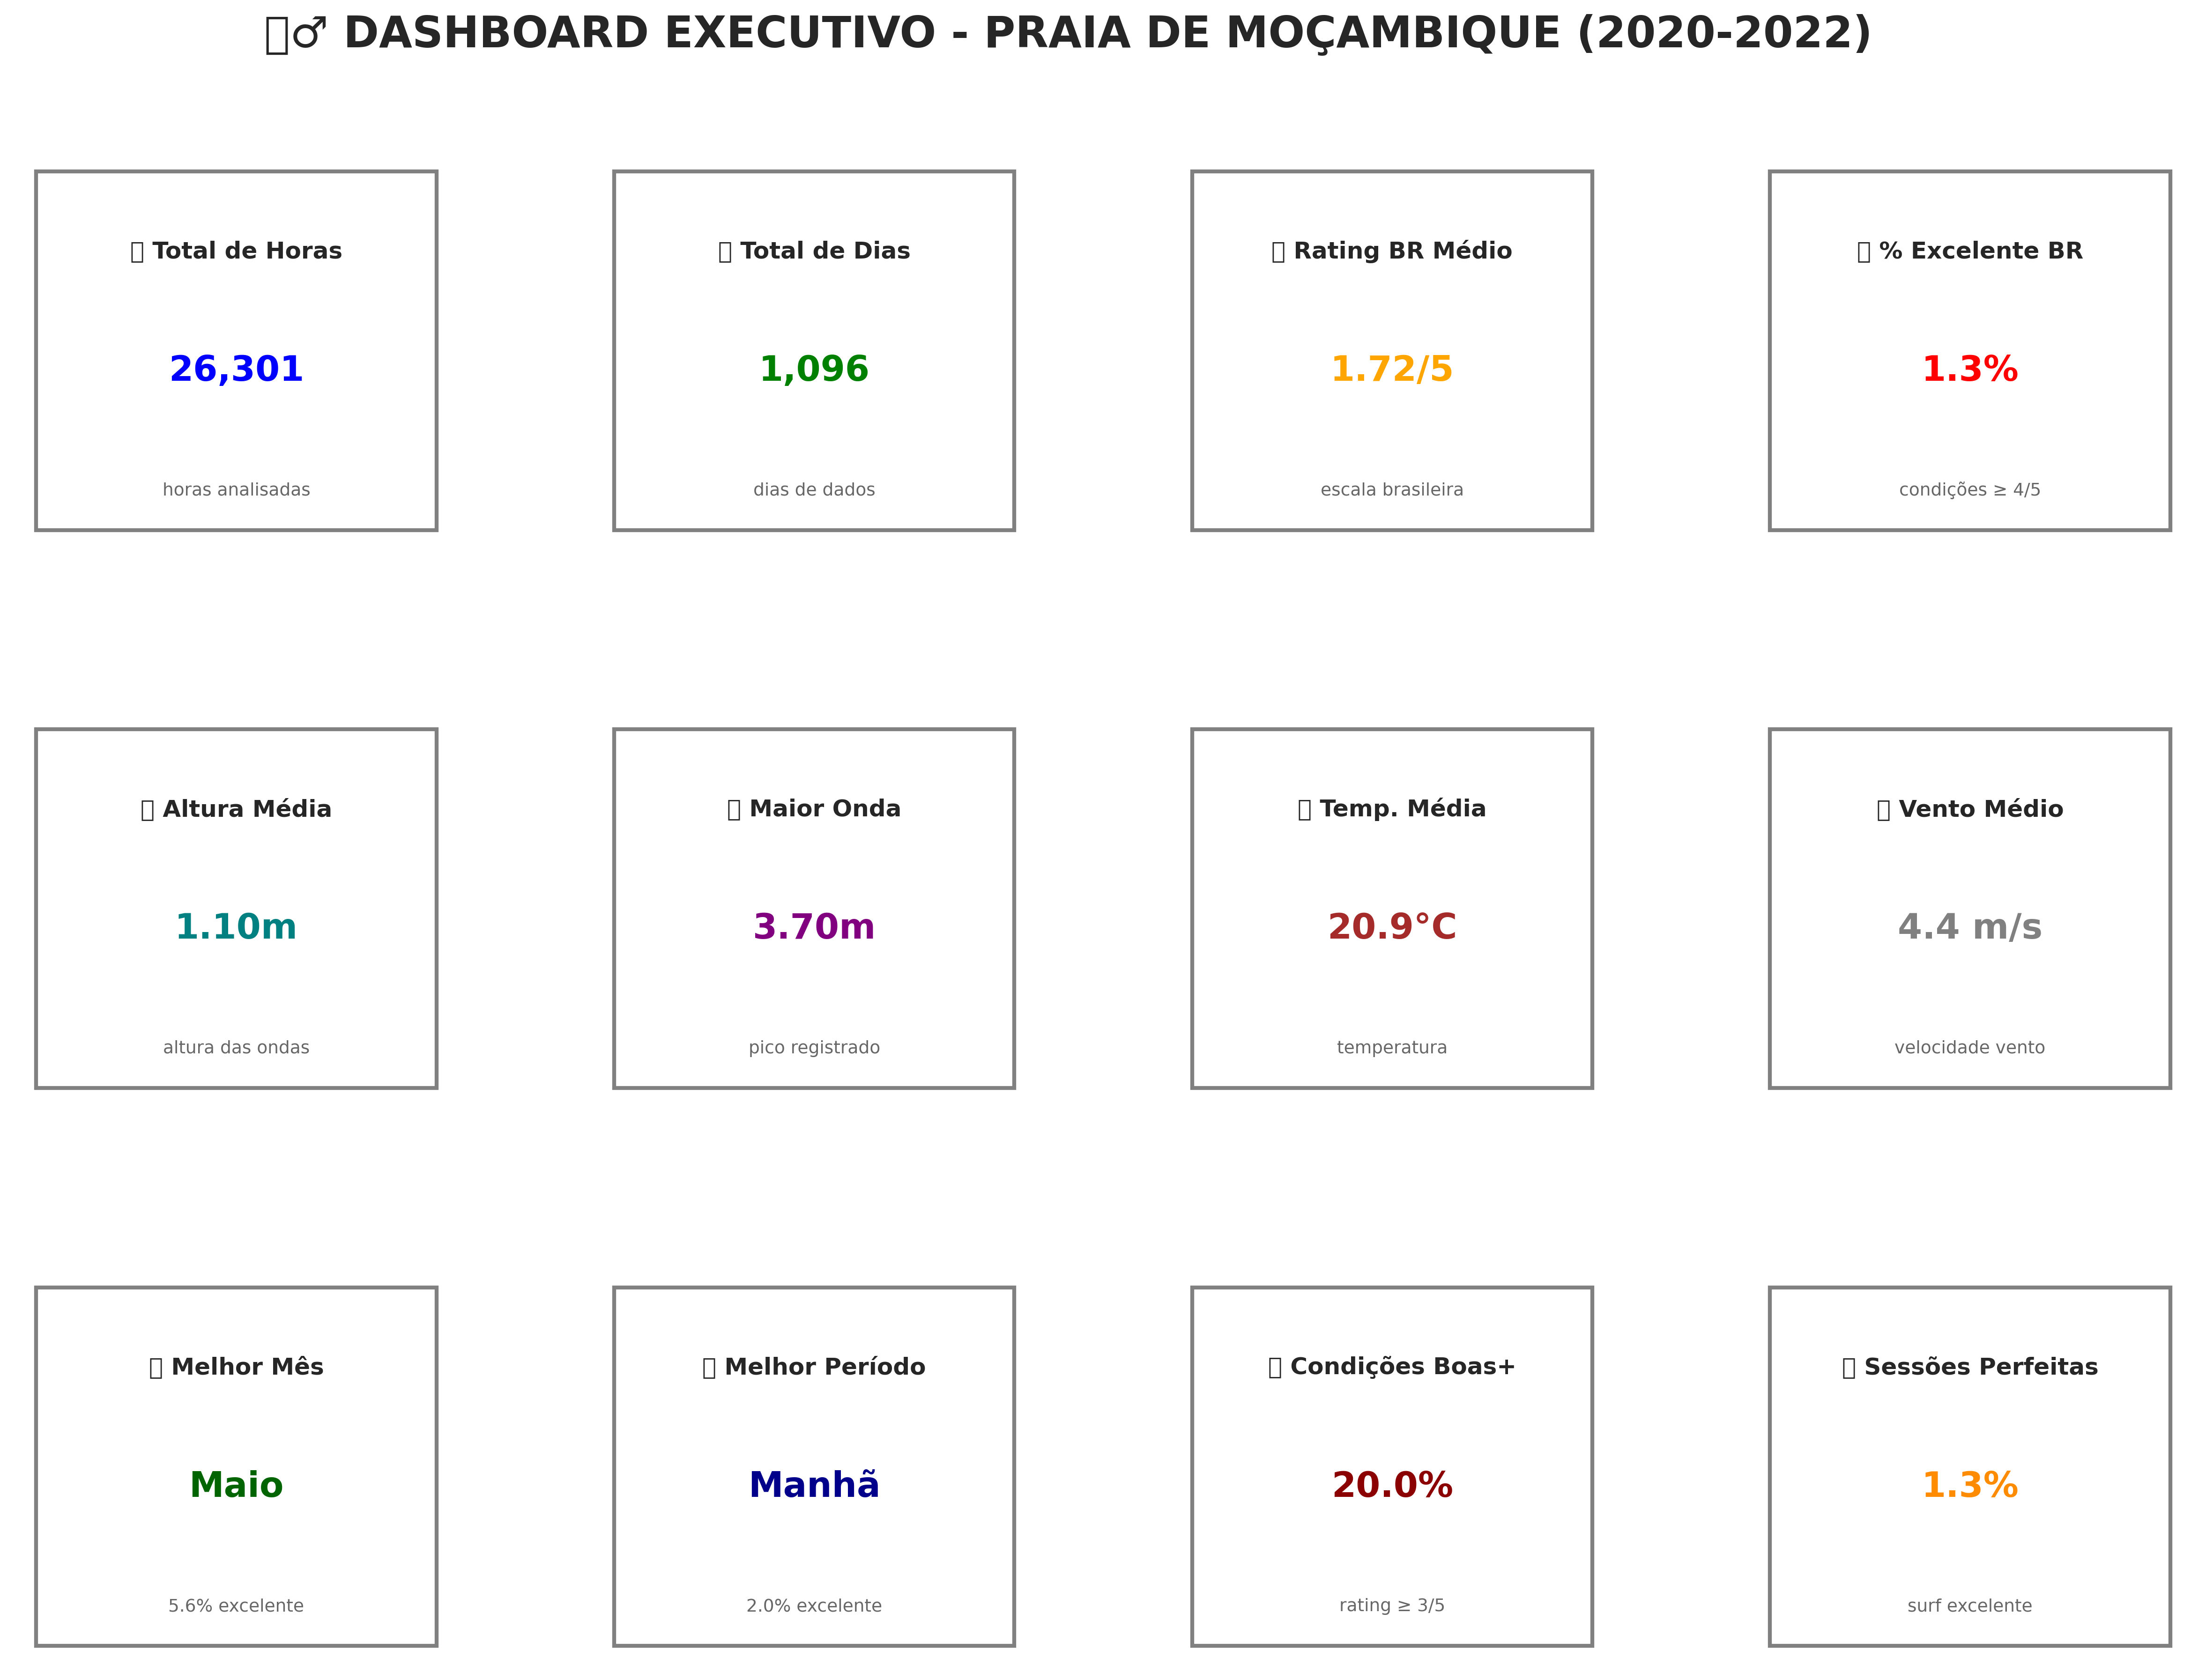 ♂ DASHBOARD EXECUTIVO - PRAIA DE MOÇAMBIQUE (2020-2022)
Total de Horas
26,301
horas analisadas
Total de Dias
1,096
dias de dados
Rating BR Médio
1.72/5
escala brasileira
% Excelente BR
1.3%
condições ≥ 4/5
Altura Média
1.10m
altura das ondas
Maior Onda
3.70m
pico registrado
Temp. Média
20.9°C
temperatura
Vento Médio
4.4 m/s
velocidade vento
Melhor Mês
Maio
5.6% excelente
Melhor Período
Manhã
2.0% excelente
Condições Boas+
20.0%
rating ≥ 3/5
Sessões Perfeitas
1.3%
surf excelente